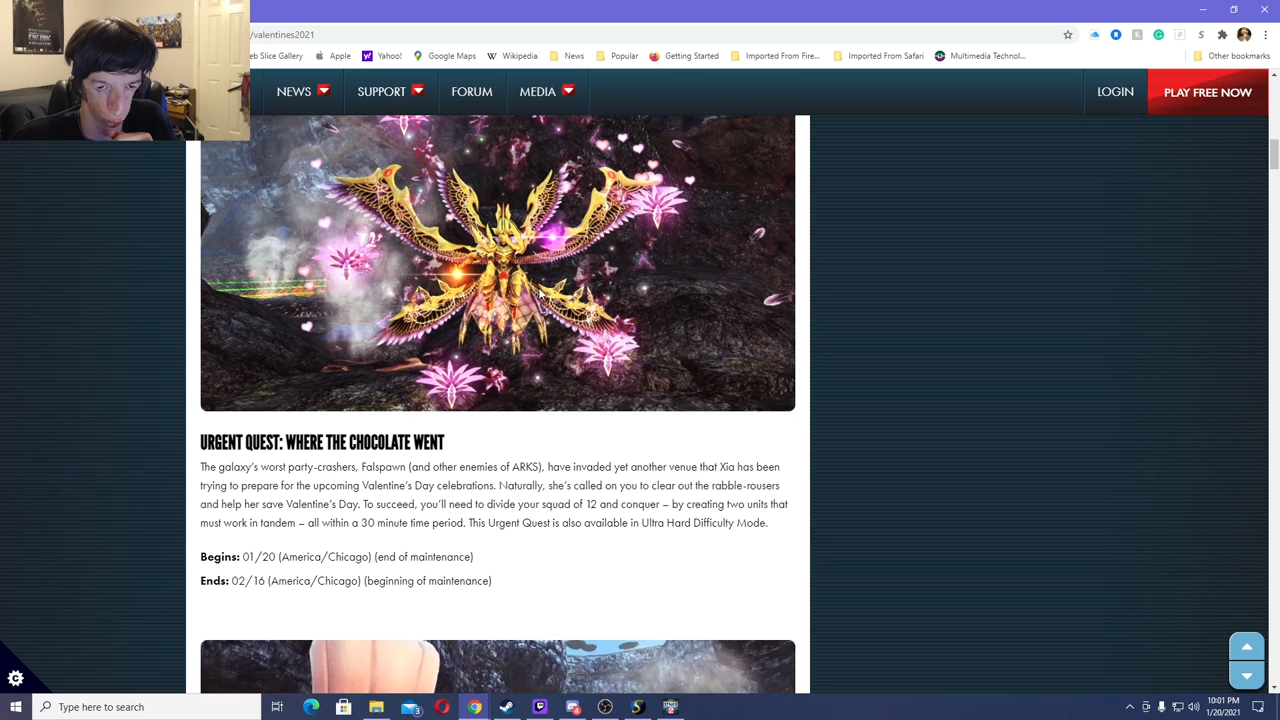 /valentines2021
eb Slice Gallery Apple Yahoo! Google Maps Wikipedia News Popular Getting Started Imported From Fire... Imported From Safari Multimedia Technol... Other bookmarks
NEWS SUPPORT FORUM MEDIA LOGIN PLAY FREE NOW
URGENT QUEST: WHERE THE CHOCOLATE WENT
The galaxy's worst party-crashers, Falspawn (and other enemies of ARKS), have invaded yet another venue that Xia has been
trying to prepare for the upcoming Valentine's Day celebrations. Naturally, she's called on you to clear out the rabble-rousers
and help her save Valentine's Day. To succeed, you'll need to divide your squad of 12 and conquer – by creating two units that
must work in tandem – all within a 30 minute time period. This Urgent Quest is also available in Ultra Hard Difficulty Mode.
Begins: 01/20 (America/Chicago) (end of maintenance)
Ends: 02/16 (America/Chicago) (beginning of maintenance)
Type here to search
10:01 PM
1/20/2021